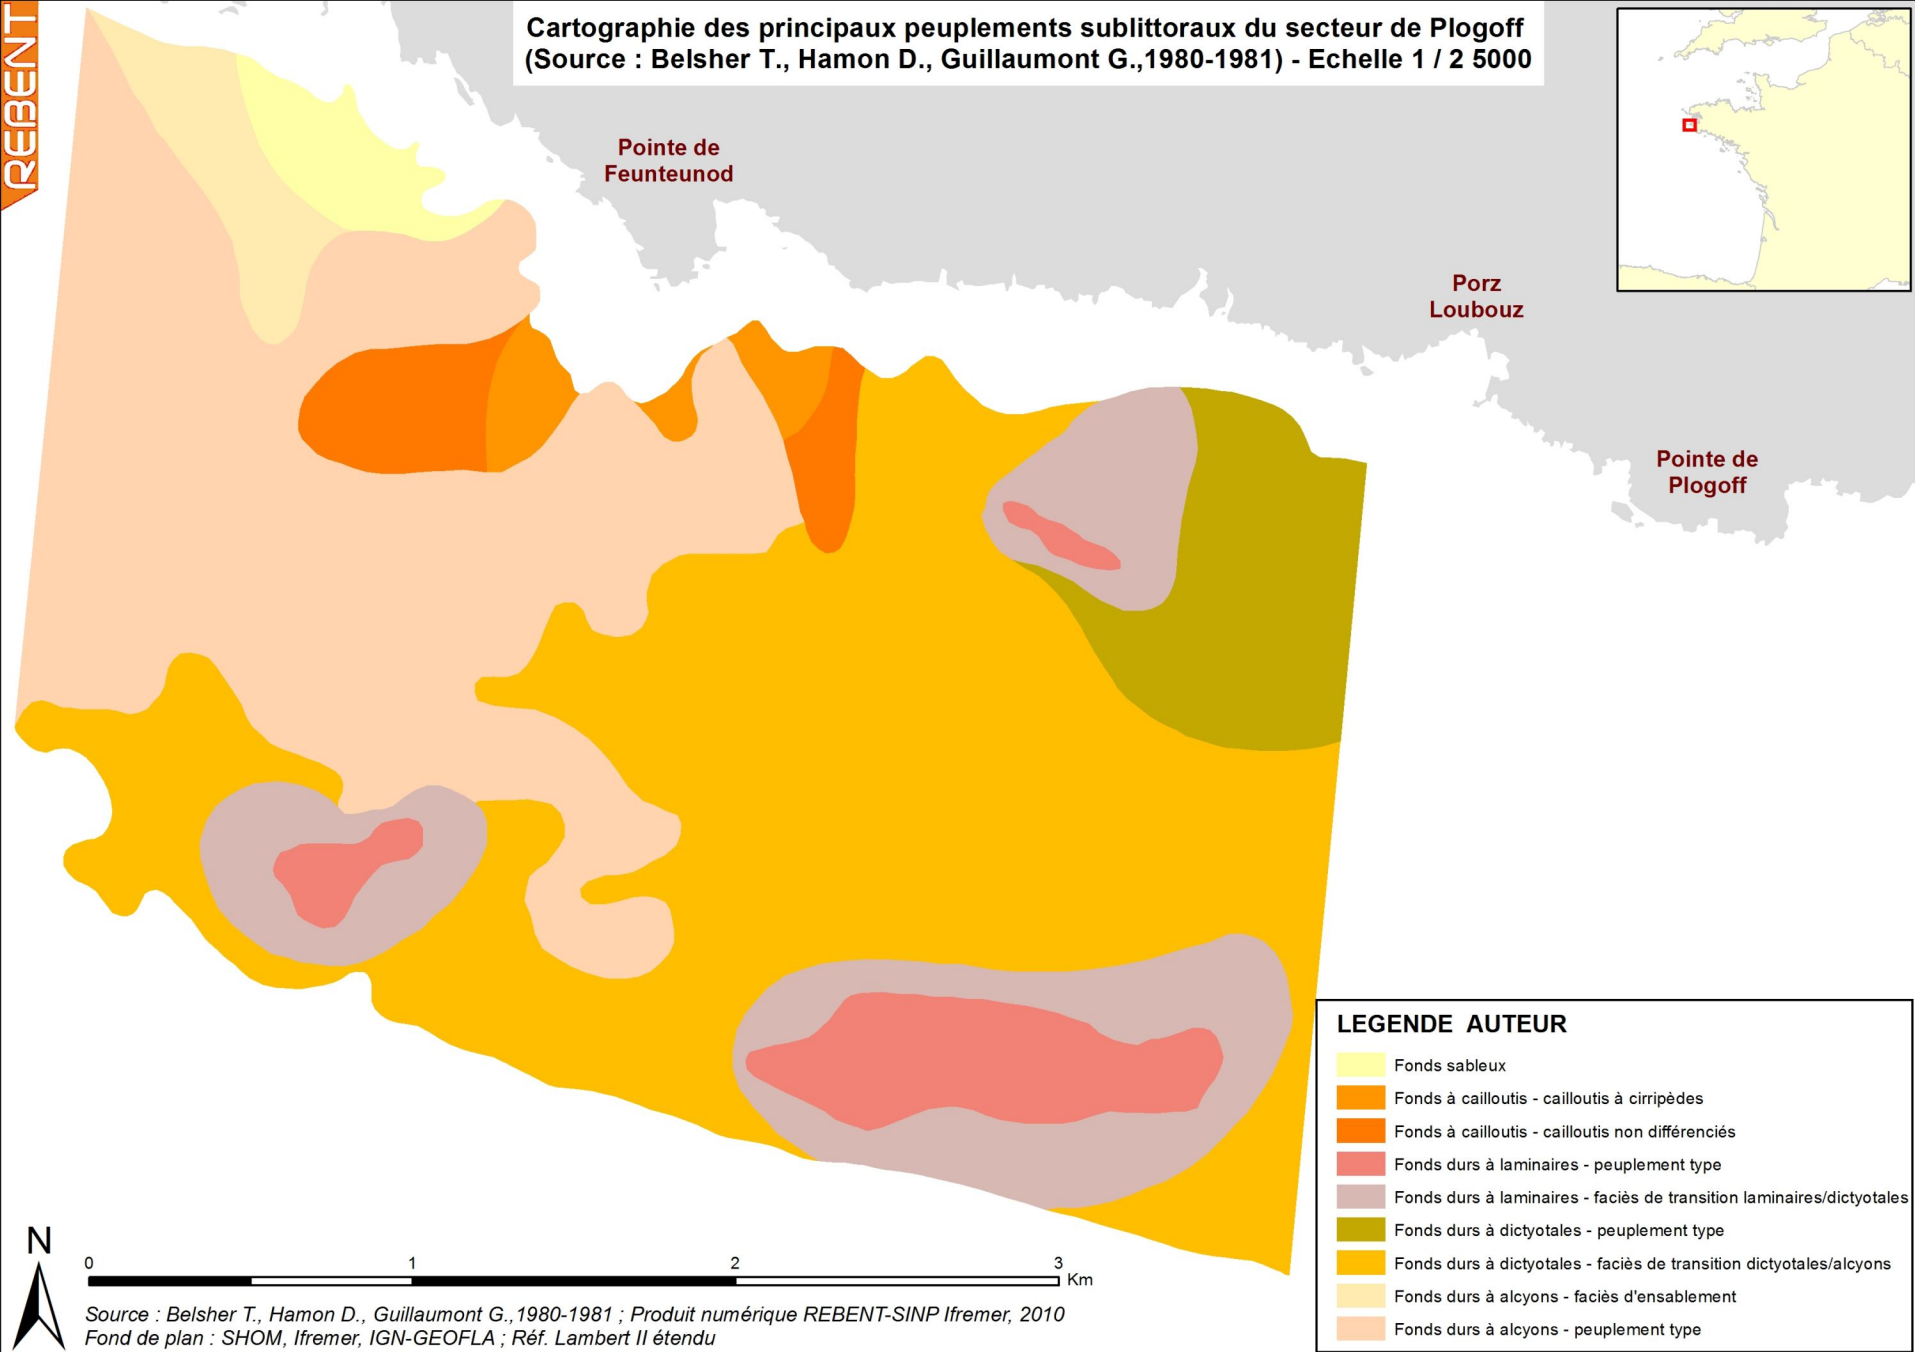 REBENT
Cartographie des principaux peuplements sublittoraux du secteur de Plogoff
(Source : Belsher T., Hamon D., Guillaumont G.,1980-1981) - Echelle 1 / 2 5000
Pointe de
Feunteunod
Porz
Loubouz
Pointe de
Plogoff
LEGENDE AUTEUR
Fonds sableux
Fonds à cailloutis - cailloutis à cirripèdes
Fonds à cailloutis - cailloutis non différenciés
Fonds durs à laminaires - peuplement type
Fonds durs à laminaires - faciès de transition laminaires/dictyotales
Fonds durs à dictyotales - peuplement type
Fonds durs à dictyotales - faciès de transition dictyotales/alcyons
Fonds durs à alcyons - faciès d'ensablement
Fonds durs à alcyons - peuplement type
N
0 1 2 3
Km
Source : Belsher T., Hamon D., Guillaumont G.,1980-1981 ; Produit numérique REBENT-SINP Ifremer, 2010
Fond de plan : SHOM, Ifremer, IGN-GEOFLA ; Réf. Lambert II étendu